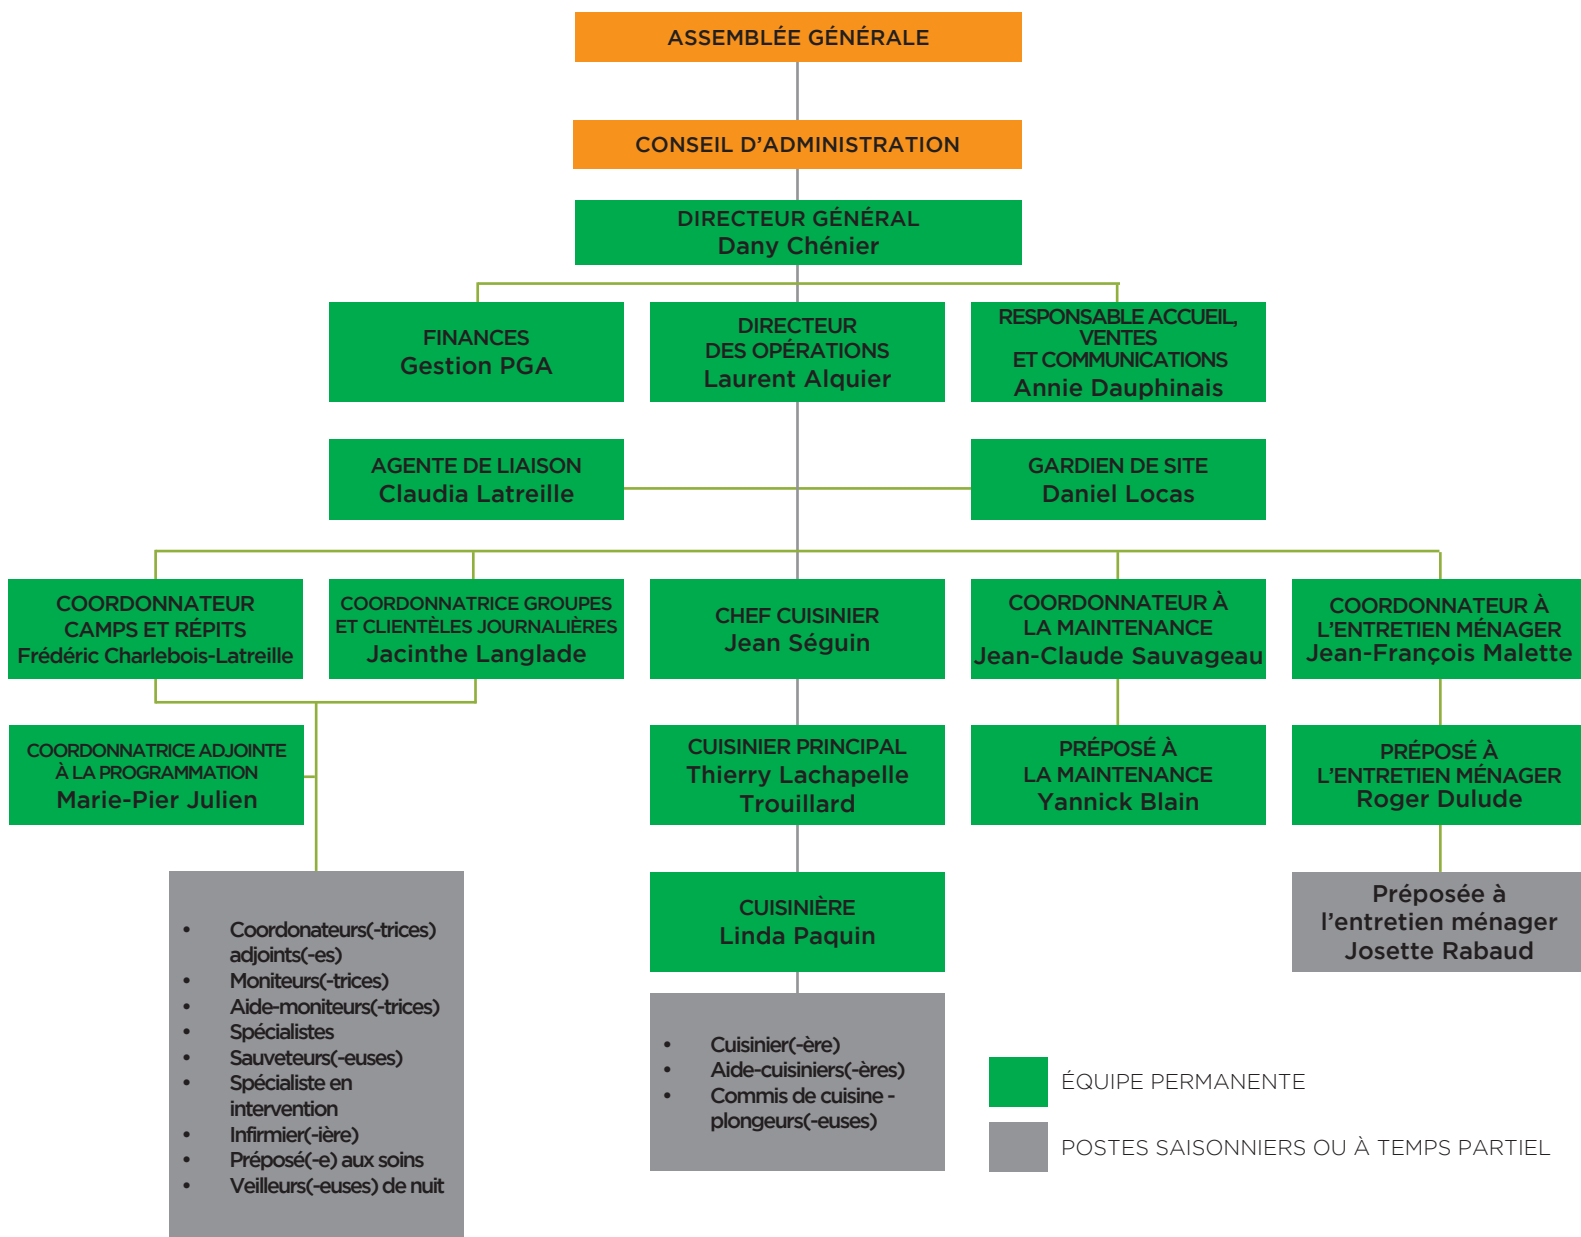 ASSEMBLÉE GÉNÉRALE
CONSEIL D’ADMINISTRATION
DIRECTEUR GÉNÉRAL
Dany Chénier
FINANCES
Gestion PGA
DIRECTEUR
DES OPÉRATIONS
Laurent Alquier
RESPONSABLE ACCUEIL,
VENTES
ET COMMUNICATIONS
Annie Dauphinais
AGENTE DE LIAISON
Claudia Latreille
GARDIEN DE SITE
Daniel Locas
COORDONNATEUR
CAMPS ET RÉPITS
Frédéric Charlebois-Latreille
COORDONNATRICE GROUPES
ET CLIENTÈLES JOURNALIÈRES
Jacinthe Langlade
CHEF CUISINIER
Jean Séguin
COORDONNATEUR À
LA MAINTENANCE
Jean-Claude Sauvageau
COORDONNATEUR À
L’ENTRETIEN MÉNAGER
Jean-François Malette
COORDONNATRICE ADJOINTE
À LA PROGRAMMATION
Marie-Pier Julien
CUISINIER PRINCIPAL
Thierry Lachapelle
Trouillard
PRÉPOSÉ À
LA MAINTENANCE
Yannick Blain
PRÉPOSÉ À
L’ENTRETIEN MÉNAGER
Roger Dulude
• Coordonateurs(-trices)
adjoints(-es)
• Moniteurs(-trices)
• Aide-moniteurs(-trices)
• Spécialistes
• Sauveteurs(-euses)
• Spécialiste en
intervention
• Infirmier(-ière)
• Préposé(-e) aux soins
• Veilleurs(-euses) de nuit
CUISINIÈRE
Linda Paquin
Préposée à
l’entretien ménager
Josette Rabaud
• Cuisinier(-ère)
• Aide-cuisiniers(-ères)
• Commis de cuisine -
plongeurs(-euses)
ÉQUIPE PERMANENTE
POSTES SAISONNIERS OU À TEMPS PARTIEL